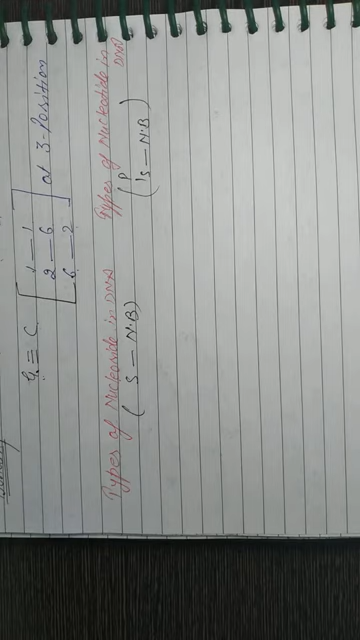 G ≡ C [ 1 — 1
2 — 6
6 — 2 ] at 3-Position
Types of Nucleoside in DNA
( S — N·B)
Types of Nucleotide in DNA
( P
S — N·B)